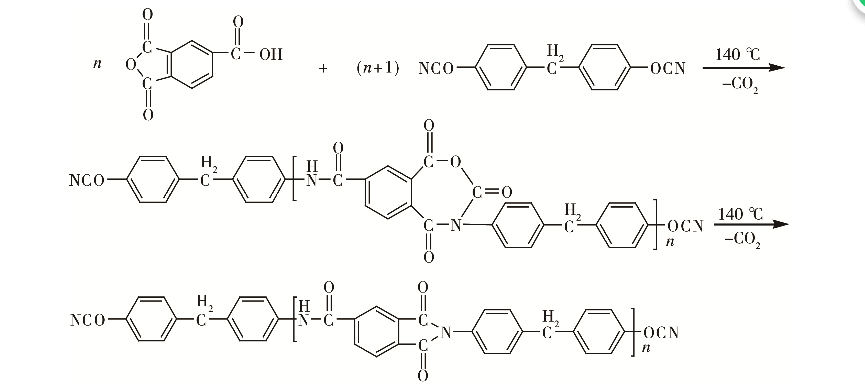 n O O O O C C C OH + (n+1) NCO H2 C OCN 140 ℃ −CO2
NCO H2 C [ H N O C O C O C O C O N H2 C ] n OCN 140 ℃ −CO2
NCO H2 C [ H N O C O C N C O H2 C ] n OCN